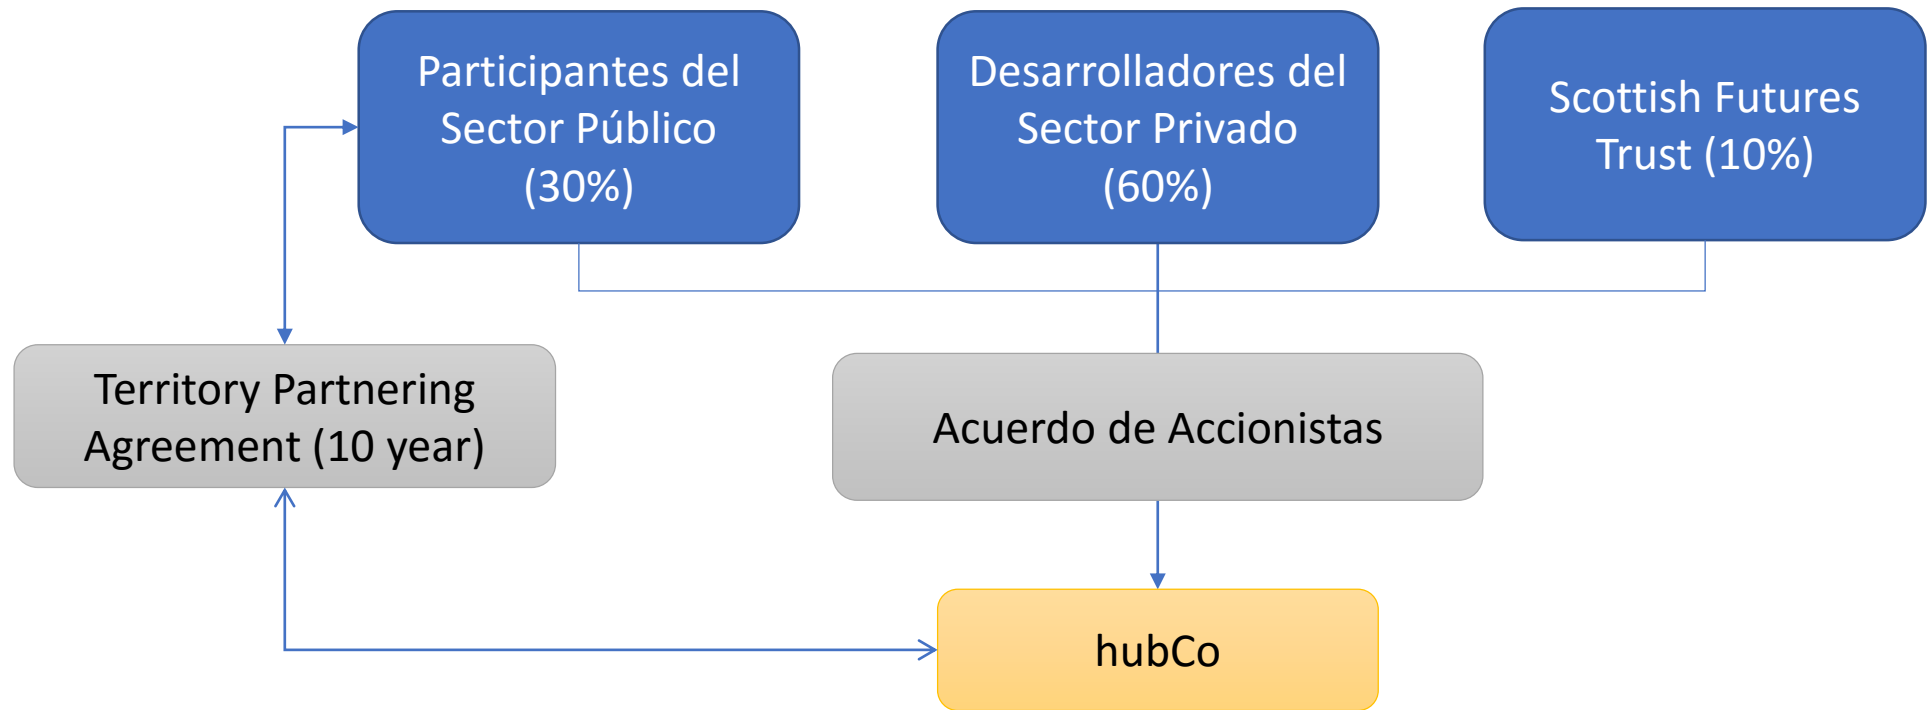 Participantes del
Sector Público
(30%)
Desarrolladores del
Sector Privado
(60%)
Scottish Futures
Trust (10%)
Territory Partnering
Agreement (10 year)
Acuerdo de Accionistas
hubCo